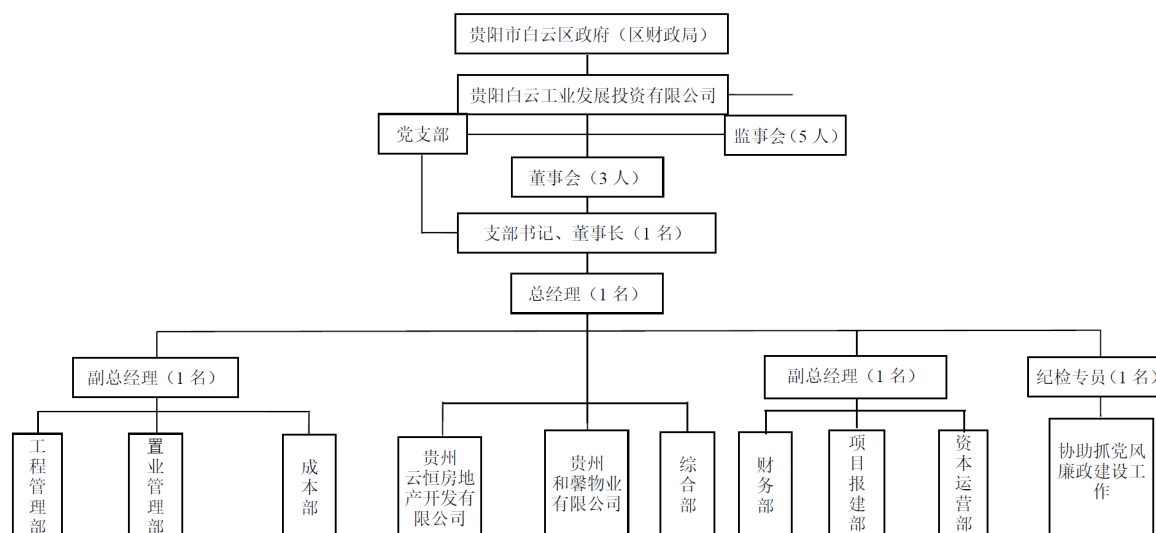 贵阳市白云区政府（区财政局）
贵阳白云工业发展投资有限公司
党支部
监事会（5 人）
董事会（3 人）
支部书记、董事长（1 名）
总经理（1 名）
副总经理（1 名）
副总经理（1 名）
纪检专员（1 名）
工程管理部
置业管理部
成本部
贵州
云恒房地
产开发有
限公司
贵州
和馨物业
有限公司
综合部
财务部
项目报建部
资本运营部
协助抓党风
廉政建设工
作